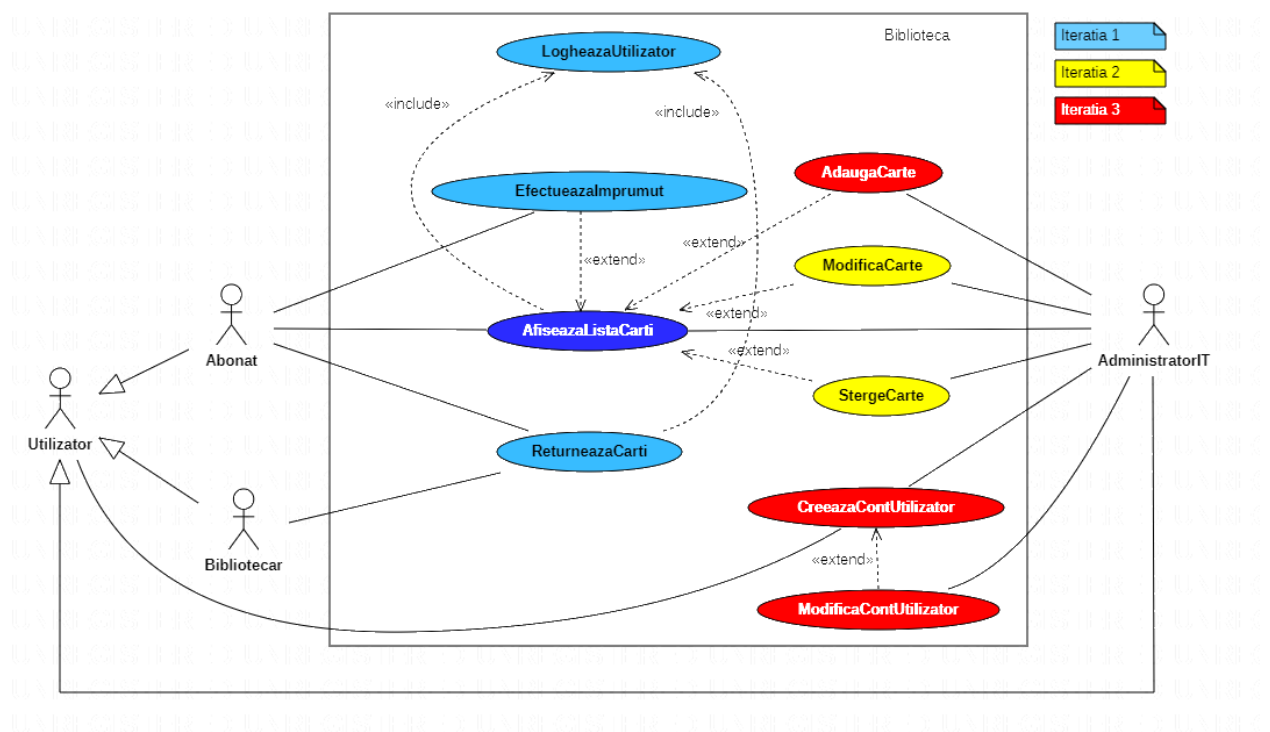 Biblioteca
Iteratia 1
LogheazaUtilizator
Iteratia 2
«include»
Iteratia 3
«include»
AdaugaCarte
EfectueazaImprumut
«extend»
«extend»
ModificaCarte
«extend»
AfiseazaListaCarti
«extend»
Abonat
AdministratorIT
StergeCarte
Utilizator
ReturneazaCarti
CreeazaContUtilizator
Bibliotecar
«extend»
ModificaContUtilizator